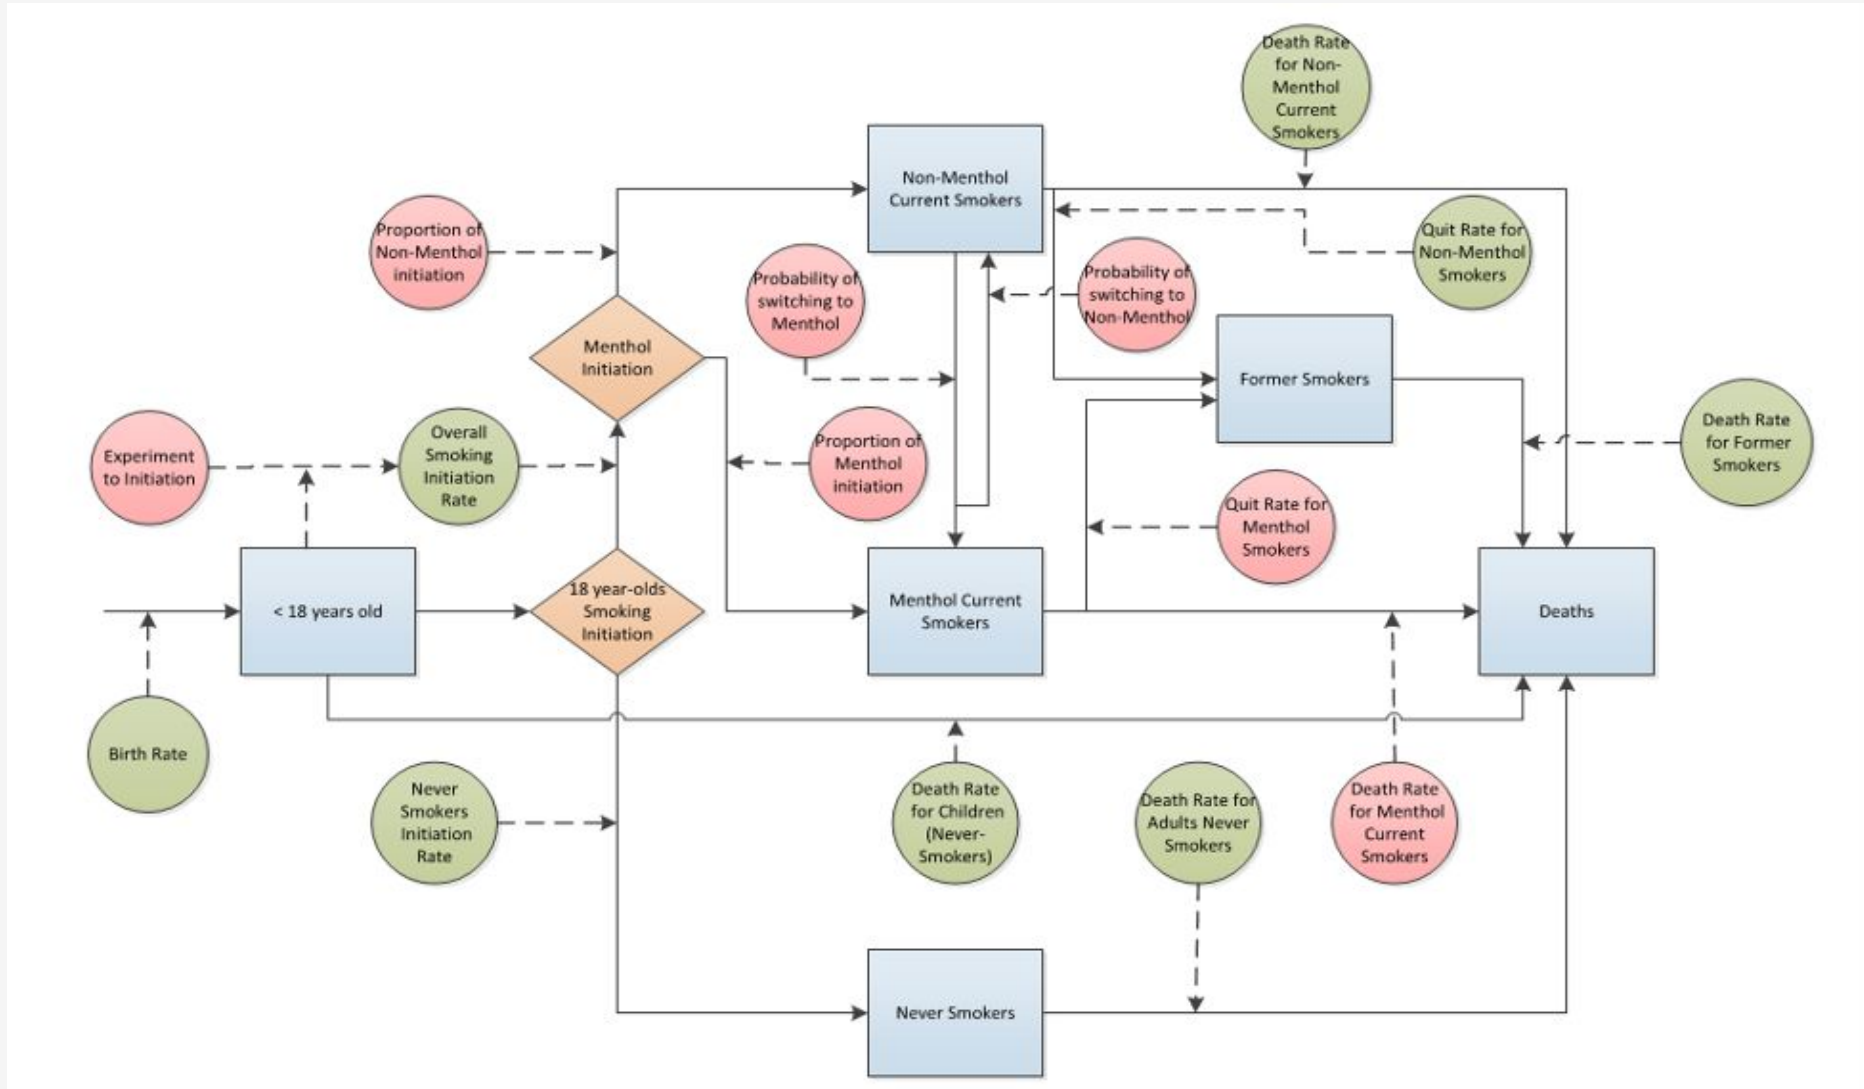 Death Rate
for Non-
Menthol
Current
Smokers
Non-Menthol
Current Smokers
Proportion of
Non-Menthol
initiation
Quit Rate for
Non-Menthol
Smokers
Probability of
switching to
Menthol
Probability of
switching to
Non-Menthol
Menthol
Initiation
Former Smokers
Experiment
to Initiation
Overall
Smoking
Initiation
Rate
Proportion of
Menthol
initiation
Death Rate
for Former
Smokers
Quit Rate for
Menthol
Smokers
< 18 years old
18 year-olds
Smoking
Initiation
Menthol Current
Smokers
Deaths
Birth Rate
Never
Smokers
Initiation
Rate
Death Rate
for Children
(Never-
Smokers)
Death Rate for
Adults Never
Smokers
Death Rate
for Menthol
Current
Smokers
Never Smokers